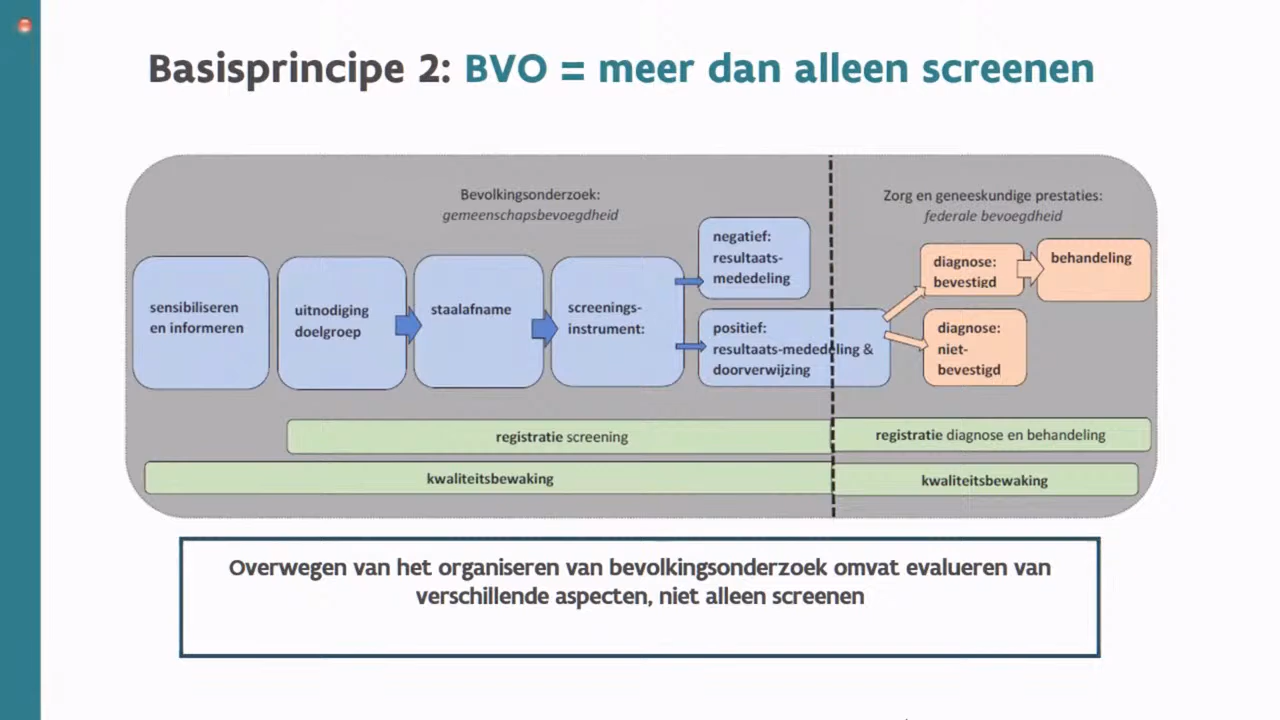 Basisprincipe 2: BVO = meer dan alleen screenen
Bevolkingsonderzoek:
gemeenschapsbevoegdheid
Zorg en geneeskundige prestaties:
federale bevoegdheid
sensibiliseren
en informeren
uitnodiging
doelgroep
staalafname
screenings-
instrument:
negatief:
resultaats-
mededeling
positief:
resultaats-mededeling &
doorverwijzing
diagnose:
bevestigd
behandeling
diagnose:
niet-
bevestigd
registratie screening
registratie diagnose en behandeling
kwaliteitsbewaking
kwaliteitsbewaking
Overwegen van het organiseren van bevolkingsonderzoek omvat evalueren van
verschillende aspecten, niet alleen screenen